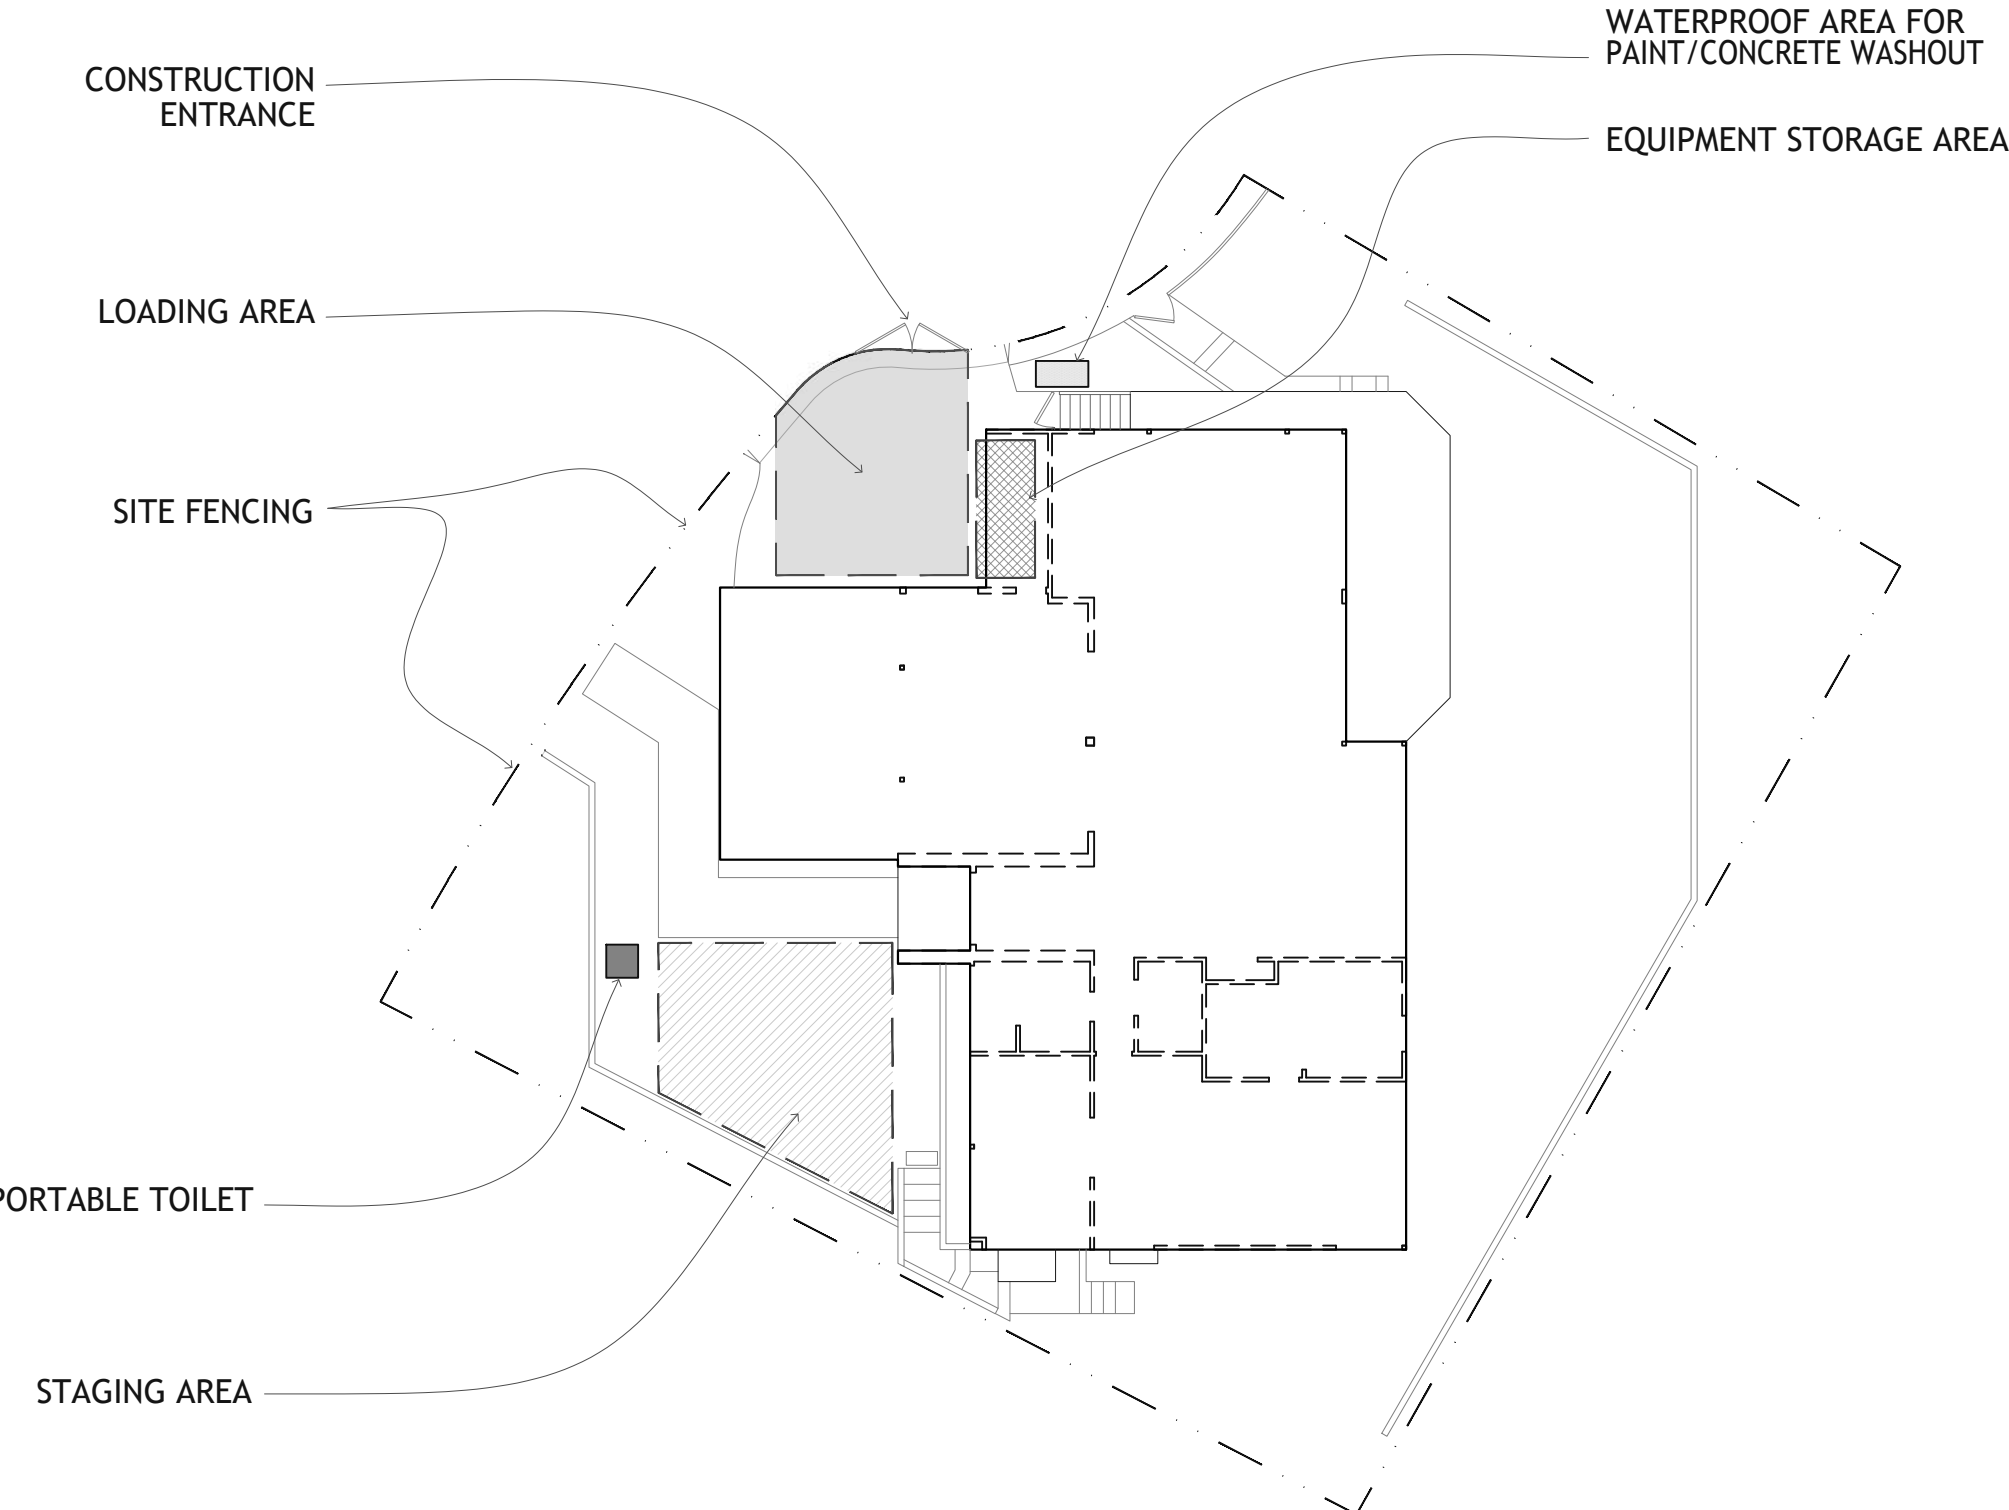 WATERPROOF AREA FOR
PAINT/CONCRETE WASHOUT
CONSTRUCTION
ENTRANCE
EQUIPMENT STORAGE AREA
LOADING AREA
SITE FENCING
PORTABLE TOILET
STAGING AREA